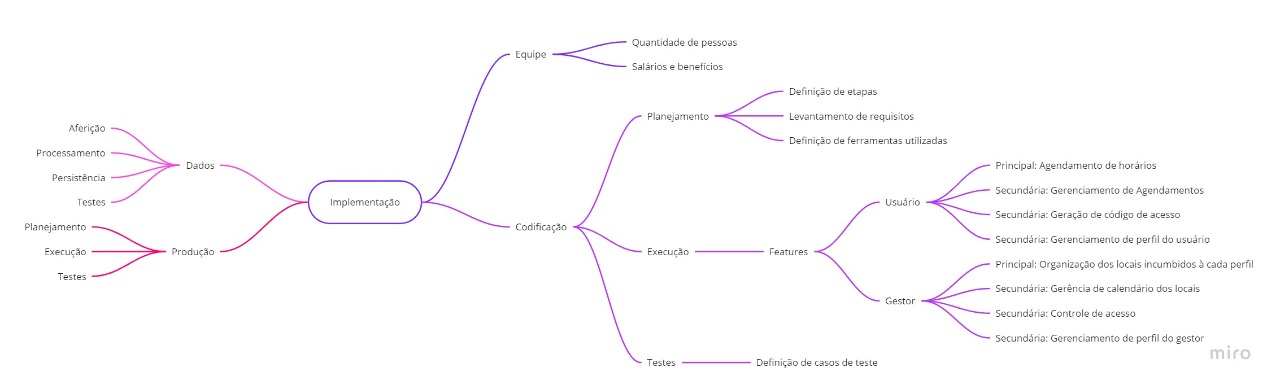 Implementação
Equipe
Quantidade de pessoas
Salários e benefícios
Codificação
Planejamento
Definição de etapas
Levantamento de requisitos
Definição de ferramentas utilizadas
Execução
Features
Usuário
Principal: Agendamento de horários
Secundária: Gerenciamento de Agendamentos
Secundária: Geração de código de acesso
Secundária: Gerenciamento de perfil do usuário
Gestor
Principal: Organização dos locais incumbidos à cada perfil
Secundária: Gerência de calendário dos locais
Secundária: Controle de acesso
Secundária: Gerenciamento de perfil do gestor
Testes
Definição de casos de teste
Dados
Aferição
Processamento
Persistência
Testes
Produção
Planejamento
Execução
Testes
miro